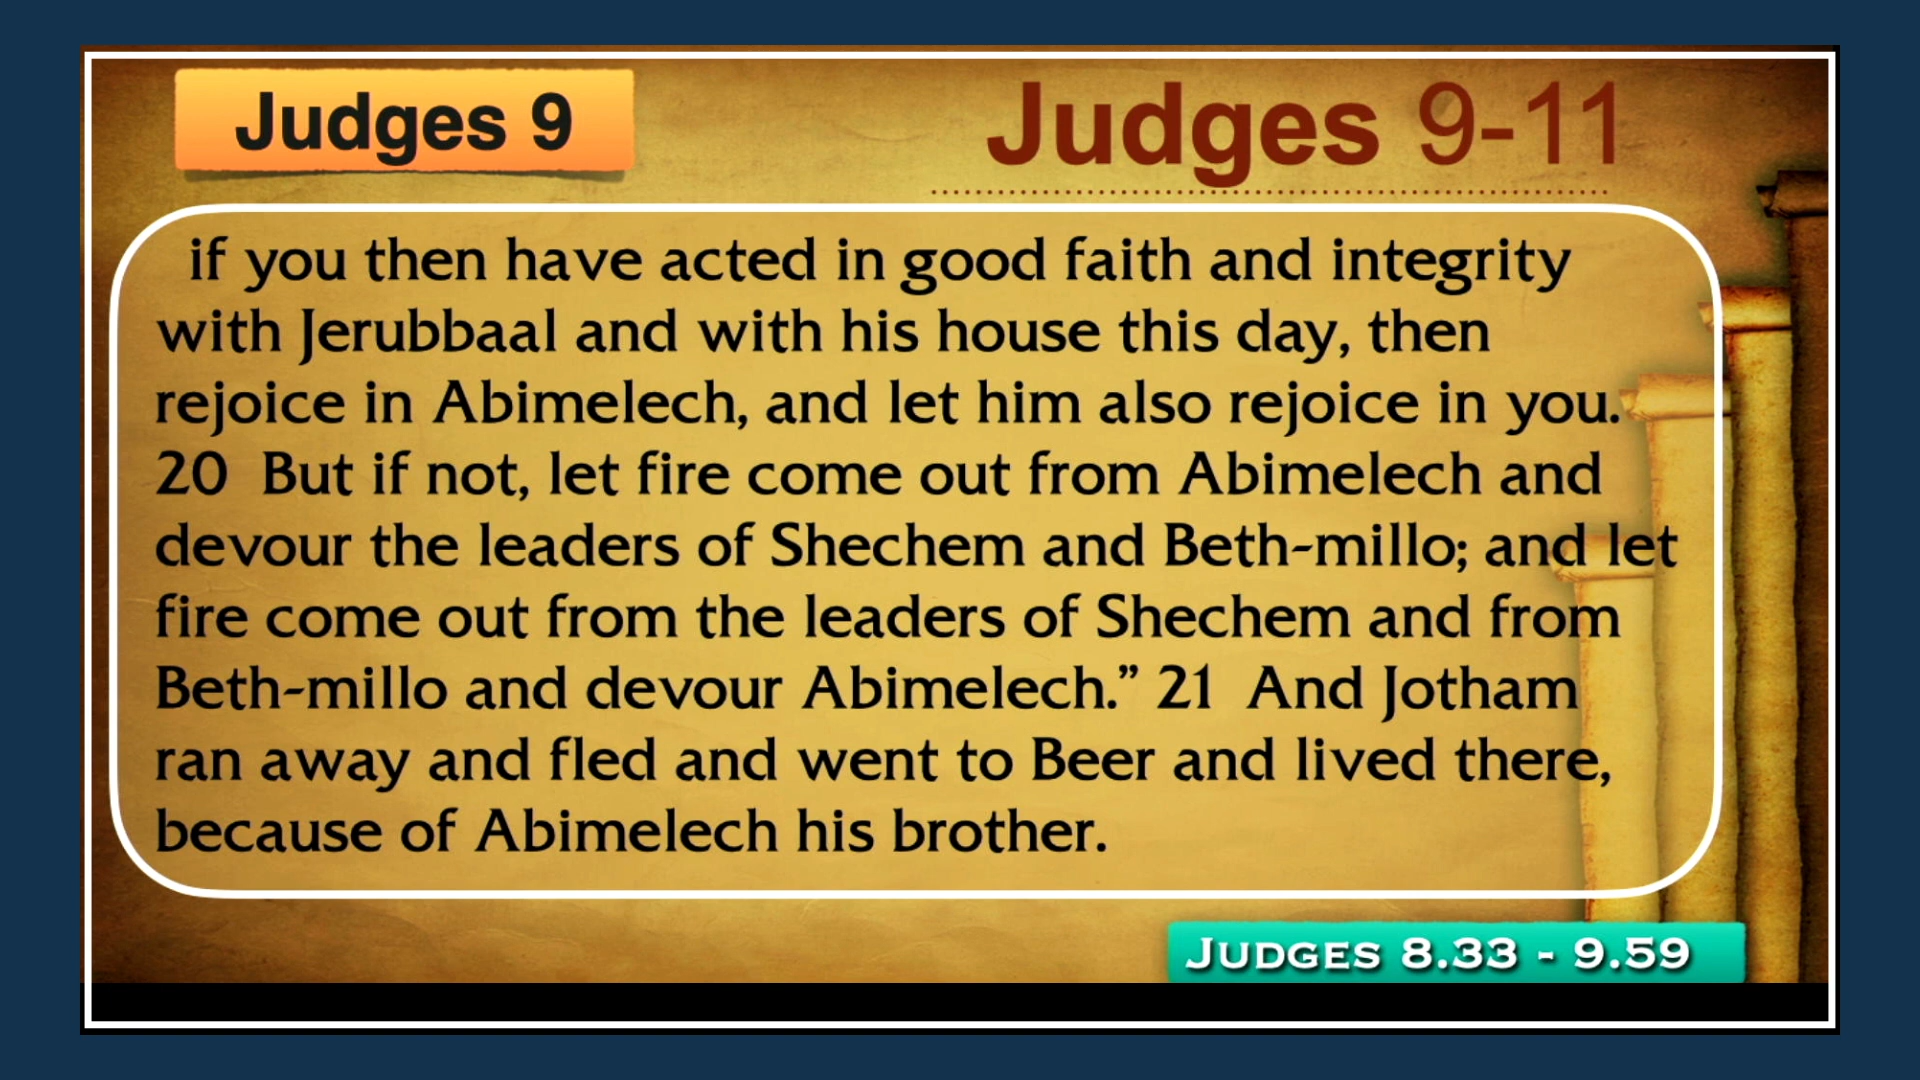 Judges 9
Judges 9-11
if you then have acted in good faith and integrity
with Jerubbaal and with his house this day, then
rejoice in Abimelech, and let him also rejoice in you.
20  But if not, let fire come out from Abimelech and
devour the leaders of Shechem and Beth-millo; and let
fire come out from the leaders of Shechem and from
Beth-millo and devour Abimelech.” 21  And Jotham
ran away and fled and went to Beer and lived there,
because of Abimelech his brother.
Judges 8.33 - 9.59